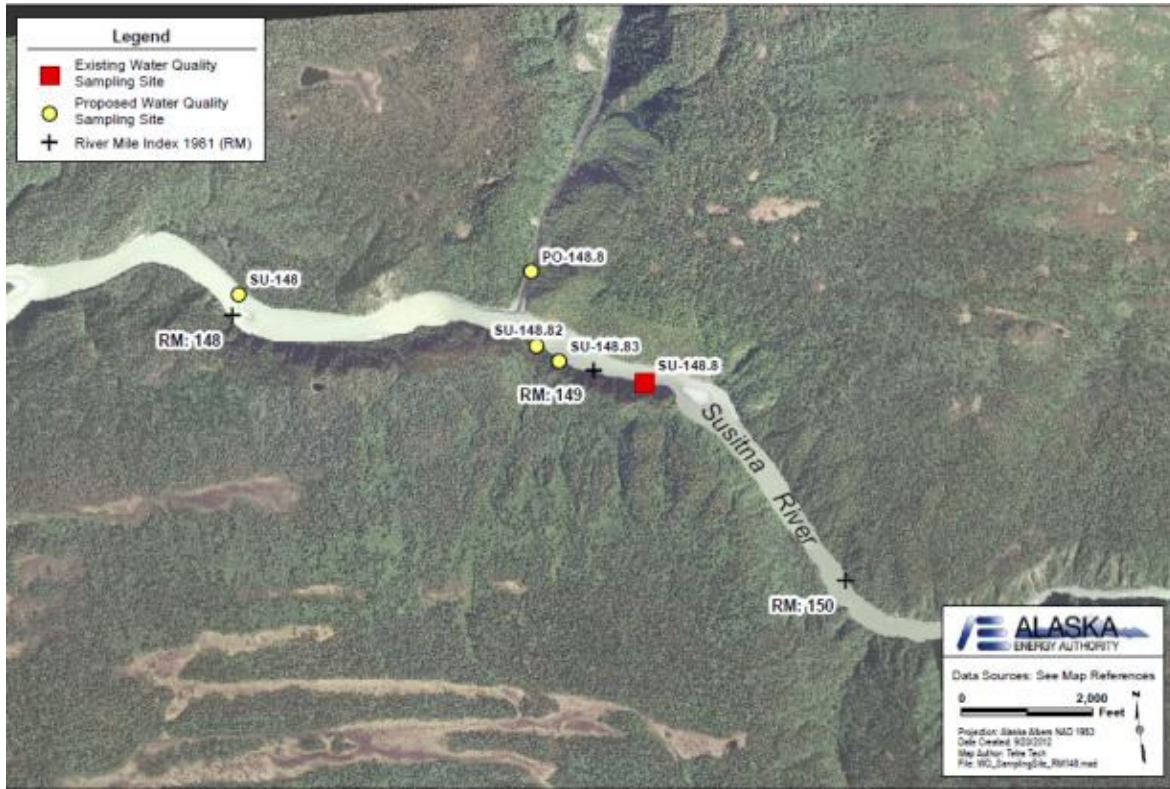 Legend
Existing Water Quality
Sampling Site
Proposed Water Quality
Sampling Site
River Mile Index 1981 (RM)
PO-148.8
SU-148
RM: 148
SU-148.82
SU-148.83
SU-148.8
RM: 149
Susitna River
RM: 150
ALASKA
ENERGY AUTHORITY
Data Sources: See Map References
0 2,000
Feet
N
Projection: Alaska Albers NAD 1983
Date Created: 9/20/2012
Map Author: Tetra Tech
File: WQ_SamplingSite_RM148.mxd